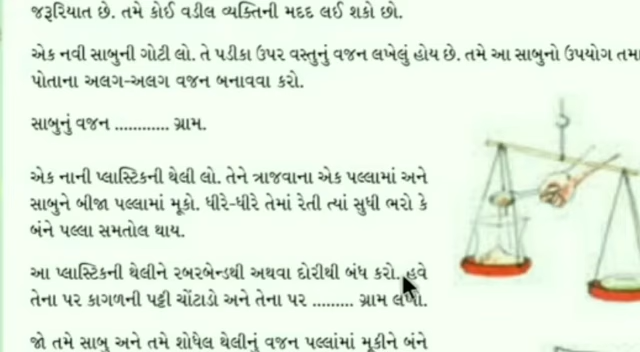 જરૂરિયાત છે. તમે કોઈ વડીલ વ્યક્તિની મદદ લઈ શકો છો.
એક નવી સાબુની ગોટી લો. તે પડીકા ઉપર વસ્તુનું વજન લખેલું હોય છે. તમે આ સાબુનો ઉપયોગ
પોતાના અલગ-અલગ વજન બનાવવા કરો.
સાબુનું વજન ............ ગ્રામ.
એક નાની પ્લાસ્ટિકની થેલી લો. તેને ત્રાજવાના એક પલ્લામાં અને
સાબુને બીજા પલ્લામાં મૂકો. ધીરે-ધીરે તેમાં રેતી ત્યાં સુધી ભરો કે
બંને પલ્લા સમતોલ થાય.
આ પ્લાસ્ટિકની થેલીને રબરબેન્ડથી અથવા દોરીથી બંધ કરો. હવે
તેના પર કાગળની પટ્ટી ચોંટાડો અને તેના પર ......... ગ્રામ લખો.
જો તમે સાબુ અને તમે શોધેલ થેલીનું વજન પલ્લાંમાં મૂકીને બંને